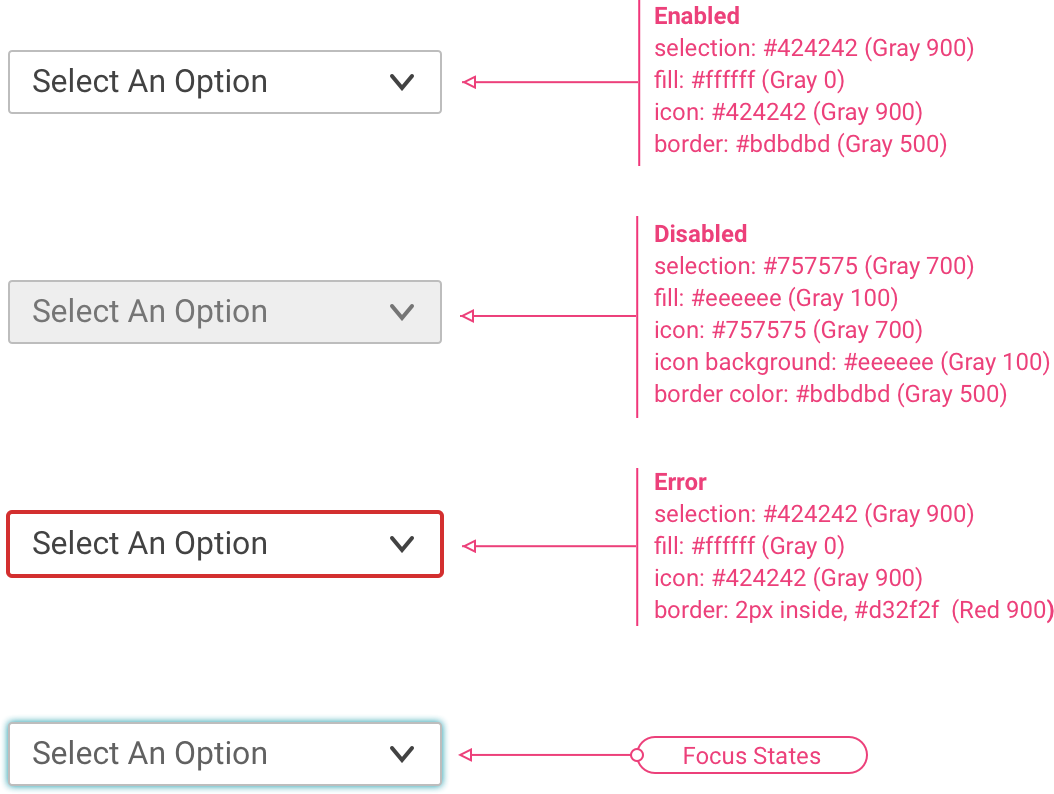 Enabled
Select An Option
selection: #424242 (Gray 900)
fill: #ffffff (Gray 0)
icon: #424242 (Gray 900)
border: #bdbdbd (Gray 500)
Disabled
Select An Option
selection: #757575 (Gray 700)
fill: #eeeeee (Gray 100)
icon: #757575 (Gray 700)
icon background: #eeeeee (Gray 100)
border color: #bdbdbd (Gray 500)
Error
Select An Option
selection: #424242 (Gray 900)
fill: #ffffff (Gray 0)
icon: #424242 (Gray 900)
border: 2px inside, #d32f2f (Red 900)
Select An Option
Focus States